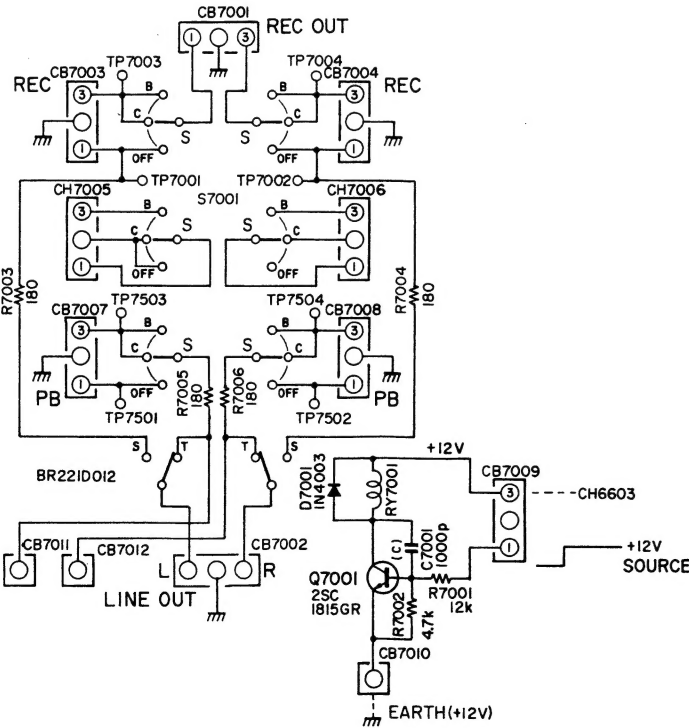 CB7001
REC OUT
1 3
TP7003 TP7004
REC CB7003 CB7004 REC
3 B B 3
C S S C
1 OFF OFF 1
TP7001 TP7002
S7001
CH7005 CH7006
3 B B 3
C S S C
1 OFF OFF 1
R7003 180
R7004 180
TP7503 TP7504
CB7007 CB7008
3 B B 3
C S S C
PB 1 OFF OFF 1 PB
R7005 180
R7006 180
TP7501 TP7502
S T T S
BR221D012
CB7011 CB7012 CB7002
L R
LINE OUT
+12V
D7001 1N4003
RY7001
CB7009
3 CH6603
1
(C) C7001 1000p
+12V
SOURCE
Q7001
2SC
1815GR
R7001
12k
R7002 4.7k
CB7010
EARTH(+12V)